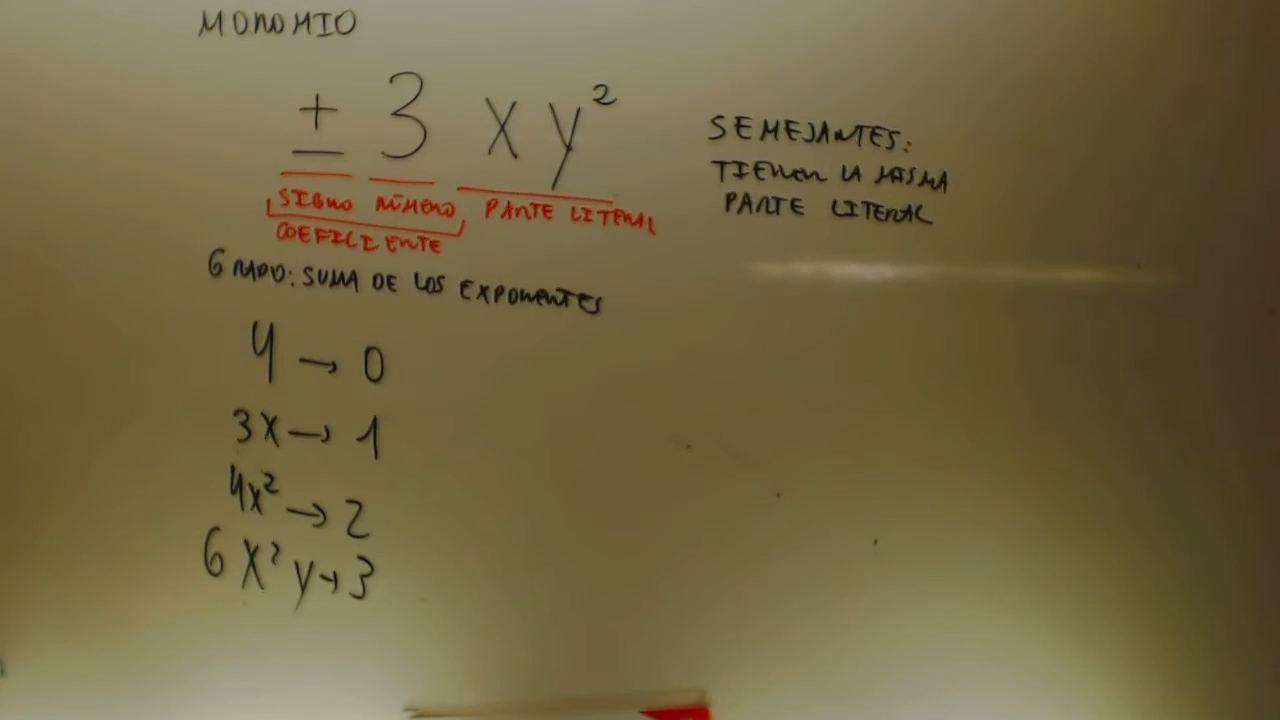 MONOMIO
± 3 x y²
SIGNO NÚMERO PARTE LITERAL
COEFICIENTE
GRADO: SUMA DE LOS EXPONENTES
4 → 0
3x → 1
4x² → 2
6x²y → 3
SEMEJANTES:
TIENEN LA MISMA
PARTE LITERAL